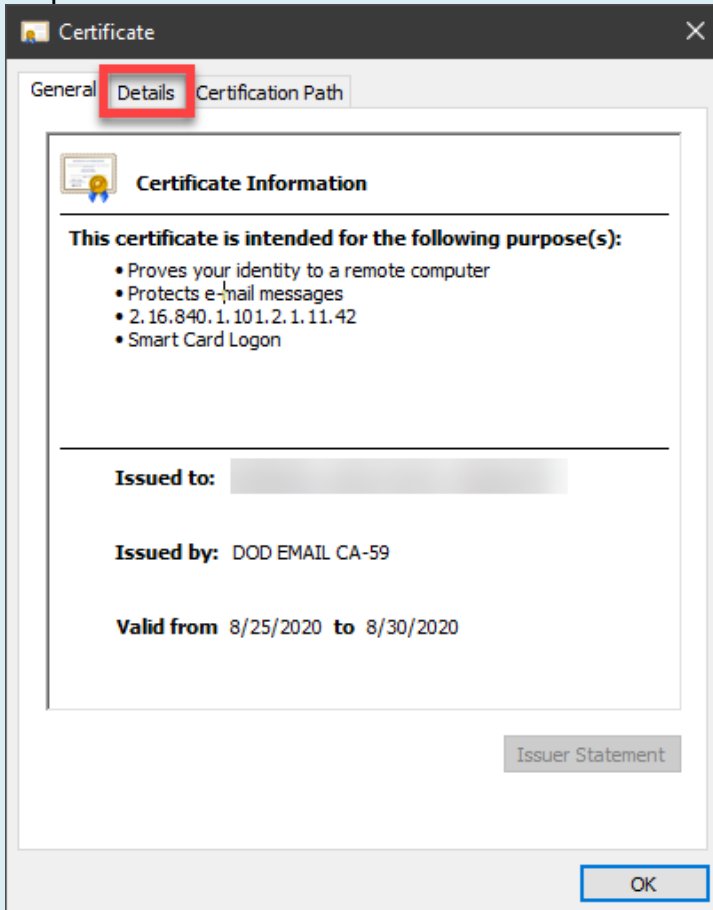 Certificate
General Details Certification Path
Certificate Information
This certificate is intended for the following purpose(s):
• Proves your identity to a remote computer
• Protects e-mail messages
• 2.16.840.1.101.2.1.11.42
• Smart Card Logon
Issued to:
Issued by: DOD EMAIL CA-59
Valid from 8/25/2020 to 8/30/2020
Issuer Statement
OK